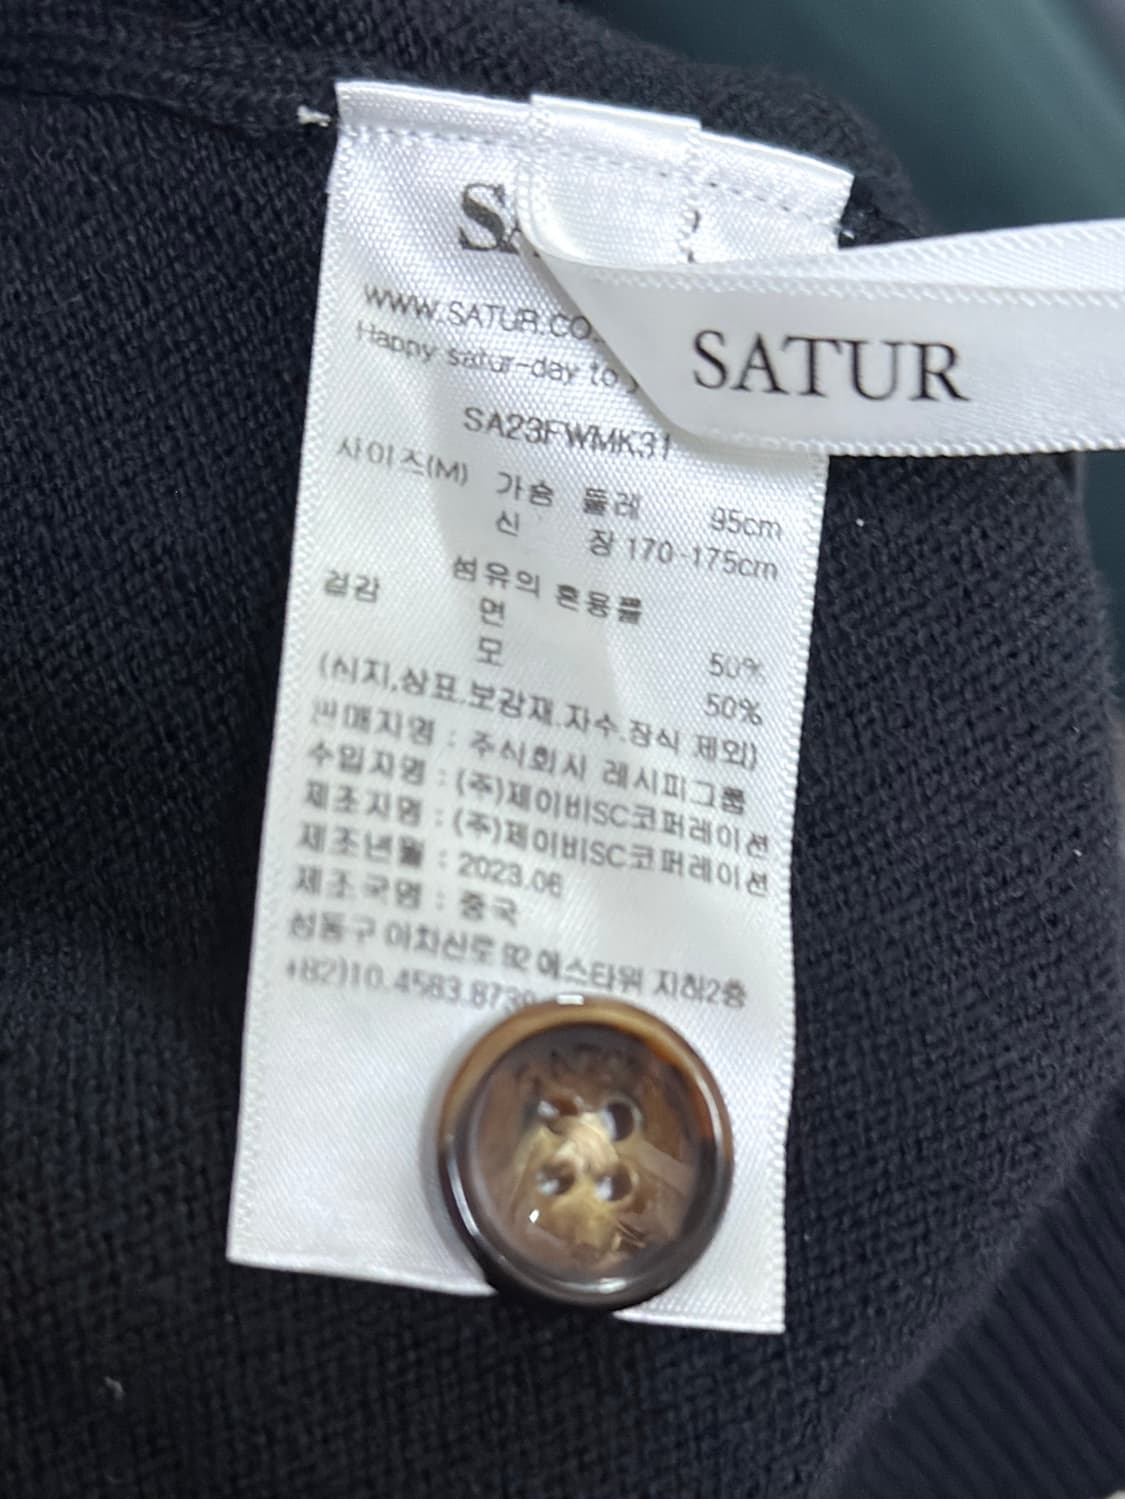 SATUR
WWW.SATUR.CO
Happy satur-day to
SA23FWMK31
사이즈(M) 가슴 둘레 95cm
신 장 170-175cm
겉감 섬유의 혼용률
면 50%
모 50%
(심지,상표,보강재,자수,장식 제외)
판매자명 : 주식회사 레시피그룹
수입자명 : (주)제이비SC코퍼레이션
제조자명 : (주)제이비SC코퍼레이션
제조년월 : 2023.06
제조국명 : 중국
성동구 아차산로 92 에스타워 지하2층
+82)10.4583.873